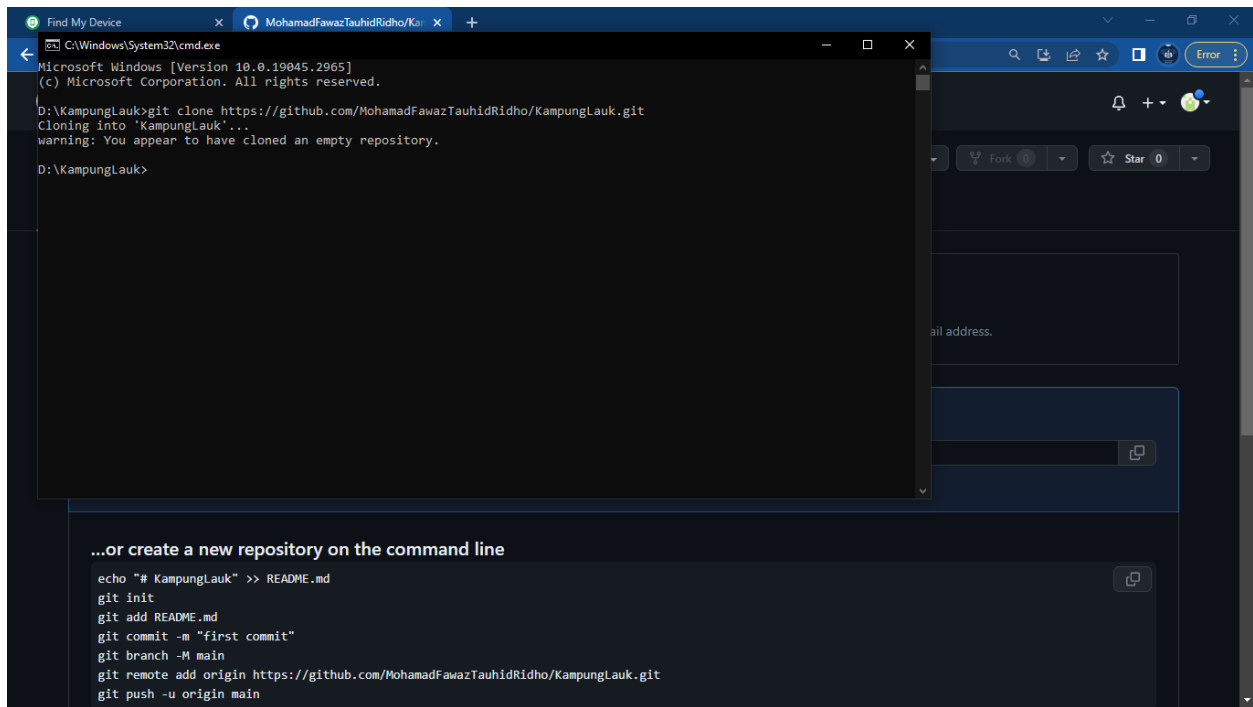 Find My Device
MohamadFawazTauhidRidho/Kan
C:\Windows\System32\cmd.exe
Error
Microsoft Windows [Version 10.0.19045.2965]
(c) Microsoft Corporation. All rights reserved.
D:\KampungLauk>git clone https://github.com/MohamadFawazTauhidRidho/KampungLauk.git
Cloning into 'KampungLauk'...
warning: You appear to have cloned an empty repository.
D:\KampungLauk>
Fork 0
Star 0
ail address.
...or create a new repository on the command line
echo "# KampungLauk" >> README.md
git init
git add README.md
git commit -m "first commit"
git branch -M main
git remote add origin https://github.com/MohamadFawazTauhidRidho/KampungLauk.git
git push -u origin main